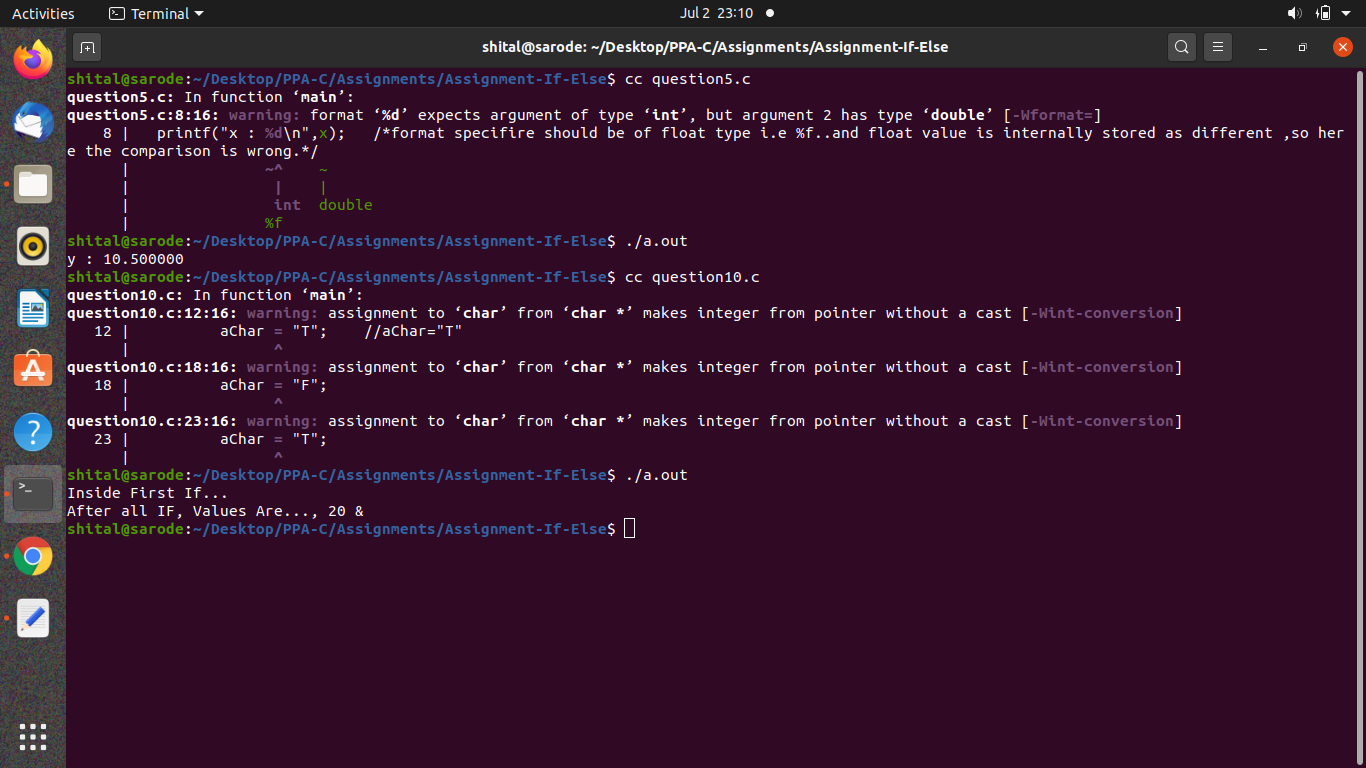 Activities Terminal Jul 2 23:10
shital@sarode: ~/Desktop/PPA-C/Assignments/Assignment-If-Else
shital@sarode:~/Desktop/PPA-C/Assignments/Assignment-If-Else$ cc question5.c
question5.c: In function ‘main’:
question5.c:8:16: warning: format ‘%d’ expects argument of type ‘int’, but argument 2 has type ‘double’ [-Wformat=]
    8 |   printf("x : %d\n",x);   /*format specifire should be of float type i.e %f..and float value is internally stored as different ,so her
e the comparison is wrong.*/
      |               ~^    ~
      |                |    |
      |                int  double
      |               %f
shital@sarode:~/Desktop/PPA-C/Assignments/Assignment-If-Else$ ./a.out
y : 10.500000
shital@sarode:~/Desktop/PPA-C/Assignments/Assignment-If-Else$ cc question10.c
question10.c: In function ‘main’:
question10.c:12:16: warning: assignment to ‘char’ from ‘char *’ makes integer from pointer without a cast [-Wint-conversion]
   12 |          aChar = "T";    //aChar="T"
      |                ^
question10.c:18:16: warning: assignment to ‘char’ from ‘char *’ makes integer from pointer without a cast [-Wint-conversion]
   18 |          aChar = "F";
      |                ^
question10.c:23:16: warning: assignment to ‘char’ from ‘char *’ makes integer from pointer without a cast [-Wint-conversion]
   23 |          aChar = "T";
      |                ^
shital@sarode:~/Desktop/PPA-C/Assignments/Assignment-If-Else$ ./a.out
Inside First If...
After all IF, Values Are..., 20 &
shital@sarode:~/Desktop/PPA-C/Assignments/Assignment-If-Else$